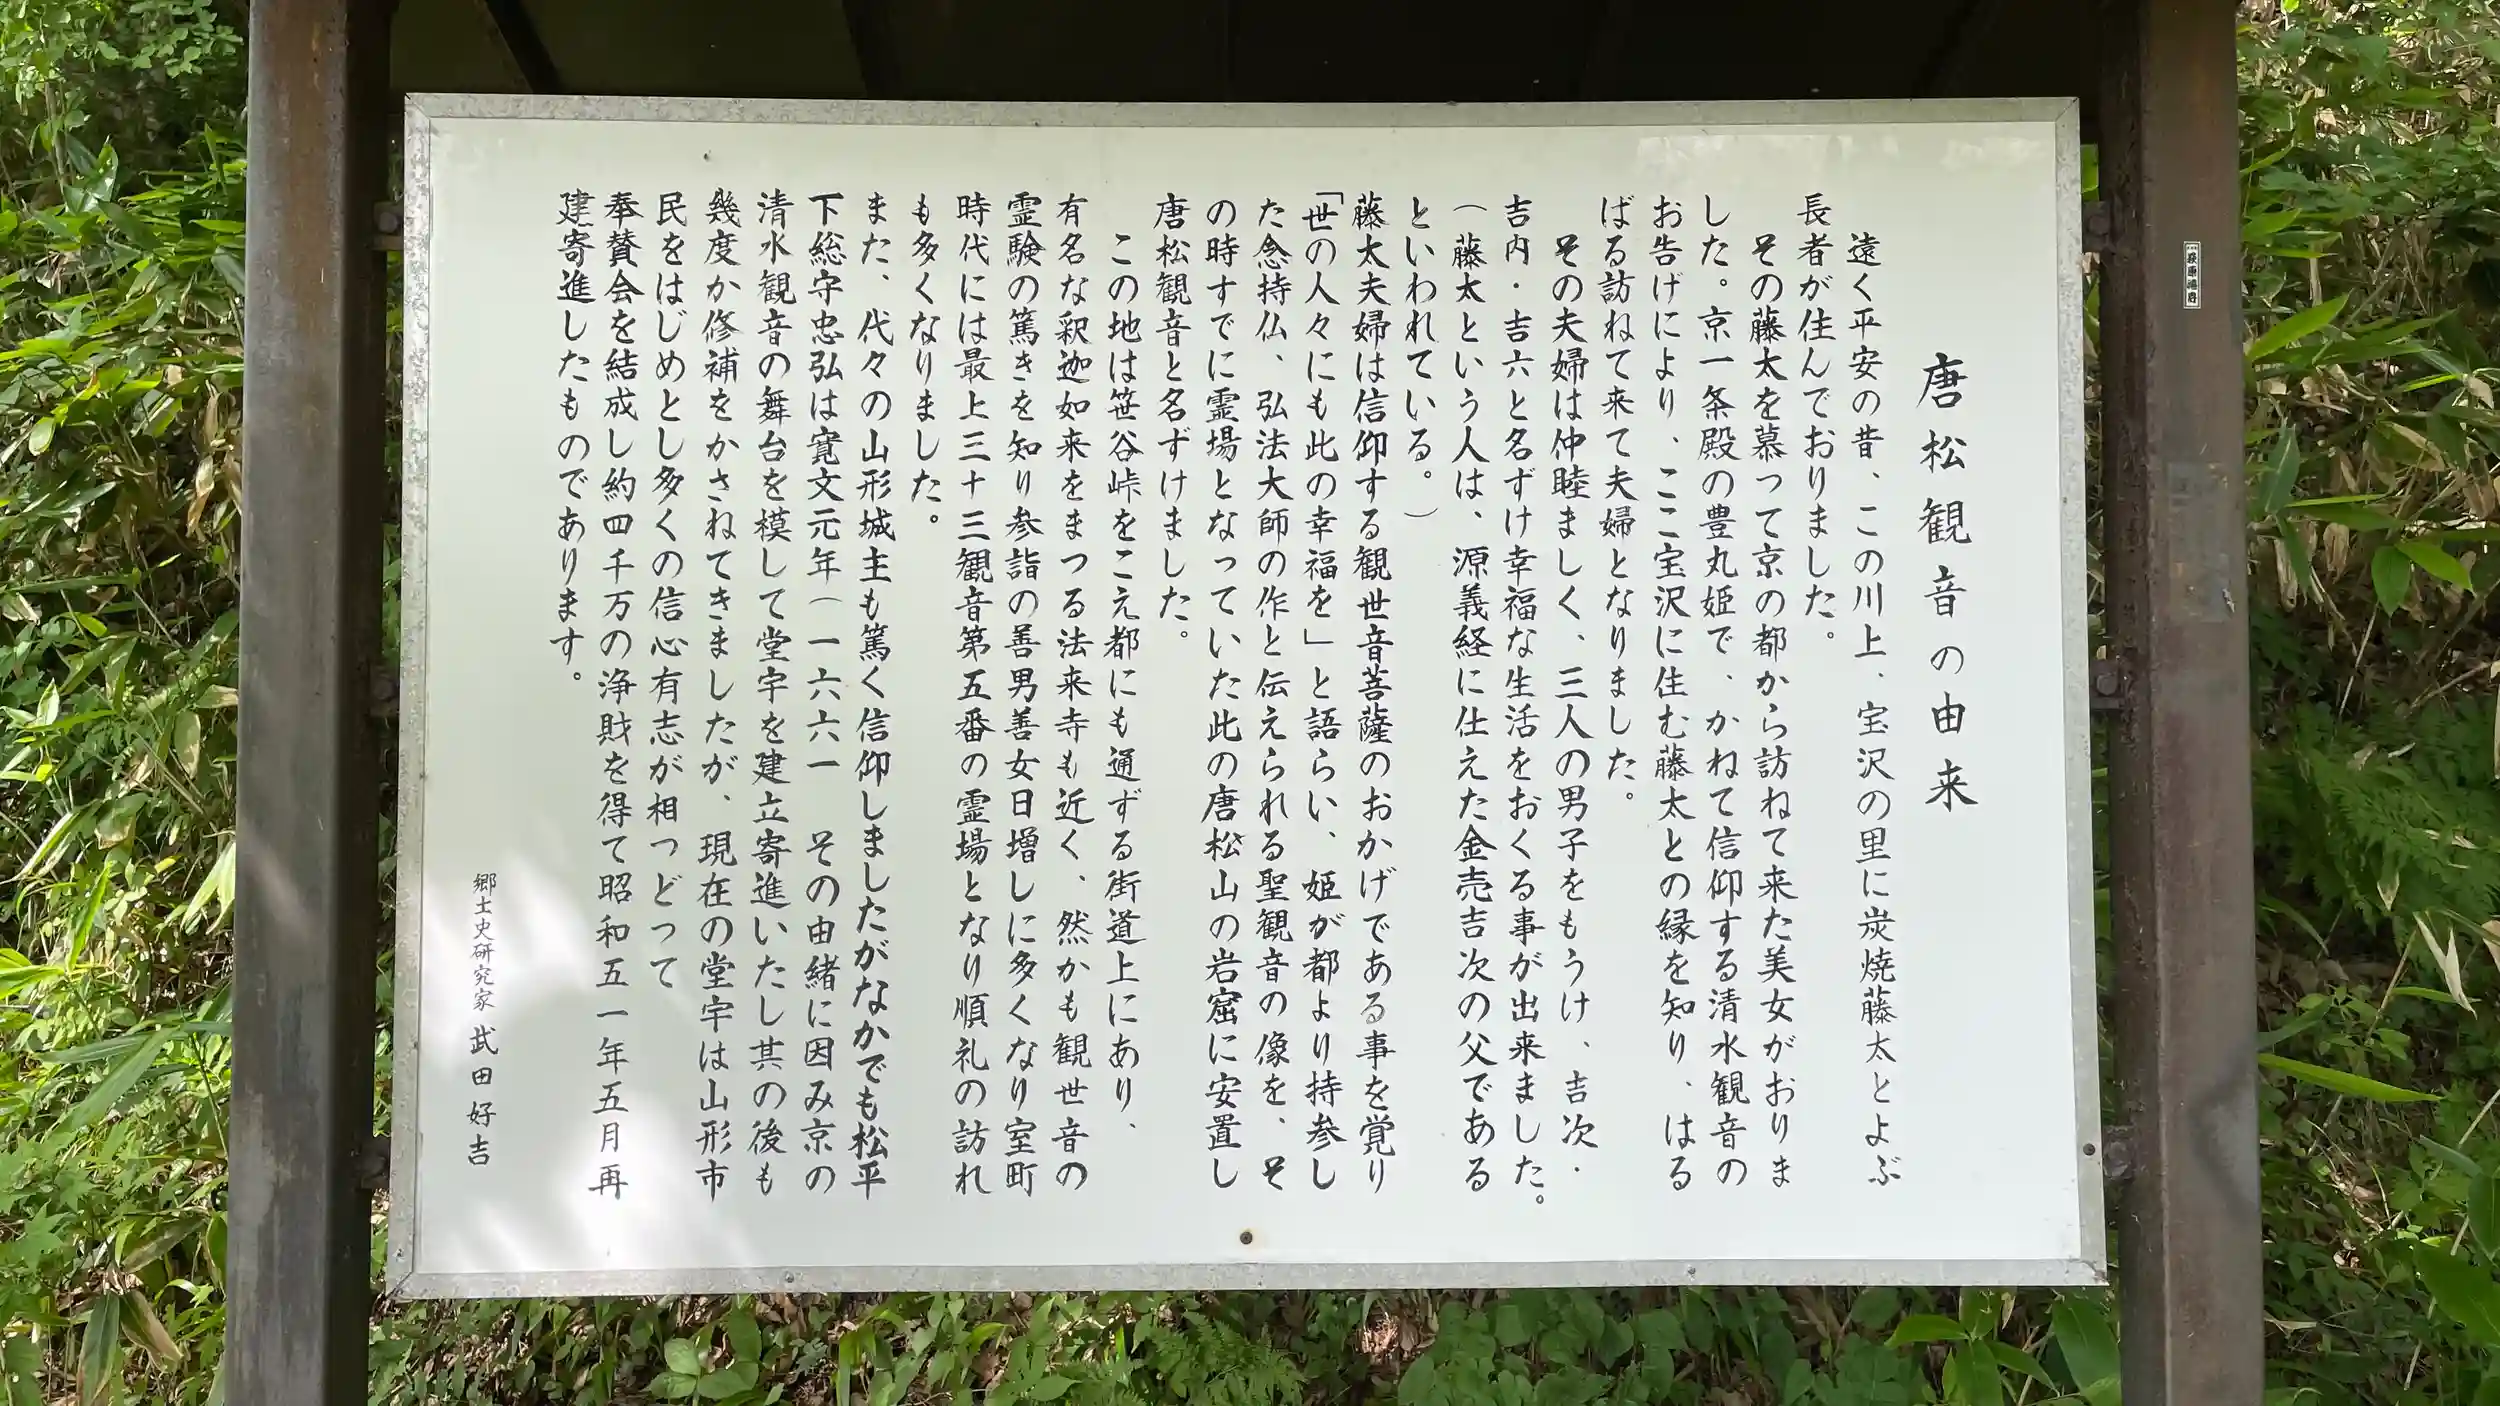 唐松観音の由来
遠く平安の昔、この川上、宝沢の里に炭焼藤太とよぶ
長者が住んでおりました。
その藤太を慕って京の都から訪ねて来た美女がおりま
した。京一条殿の豊丸姫で、かねて信仰する清水観音の
お告げにより、ここ宝沢に住む藤太との縁を知り、はる
ばる訪ねて来て夫婦となりました。
その夫婦は仲睦ましく、三人の男子をもうけ、吉次・
吉内・吉六と名ずけ幸福な生活をおくる事が出来ました。
(藤太という人は、源義経に仕えた金売吉次の父である
といわれている。)
藤太夫婦は信仰する観世音菩薩のおかげである事を覚り
「世の人々にも此の幸福を」と語らい、姫が都より持参し
た念持仏、弘法大師の作と伝えられる聖観音の像を、そ
の時すでに霊場となっていた此の唐松山の岩窟に安置し
唐松観音と名ずけました。
この地は笹谷峠をこえ都にも通ずる街道上にあり、
有名な釈迦如来をまつる法来寺も近く、然かも観世音の
霊験の篤きを知り参詣の善男善女日増しに多くなり室町
時代には最上三十三観音第五番の霊場となり順礼の訪れ
も多くなりました。
また、代々の山形城主も篤く信仰しましたがなかでも松平
下総守忠弘は寛文元年(一六六一 その由緒に因み京の
清水観音の舞台を模して堂宇を建立寄進いたし其の後も
幾度か修補をかさねてきましたが、現在の堂宇は山形市
民をはじめとし多くの信心有志が相つどって
奉賛会を結成し約四千万の浄財を得て昭和五一年五月再
建寄進したものであります。
郷土史研究家 武田好吉